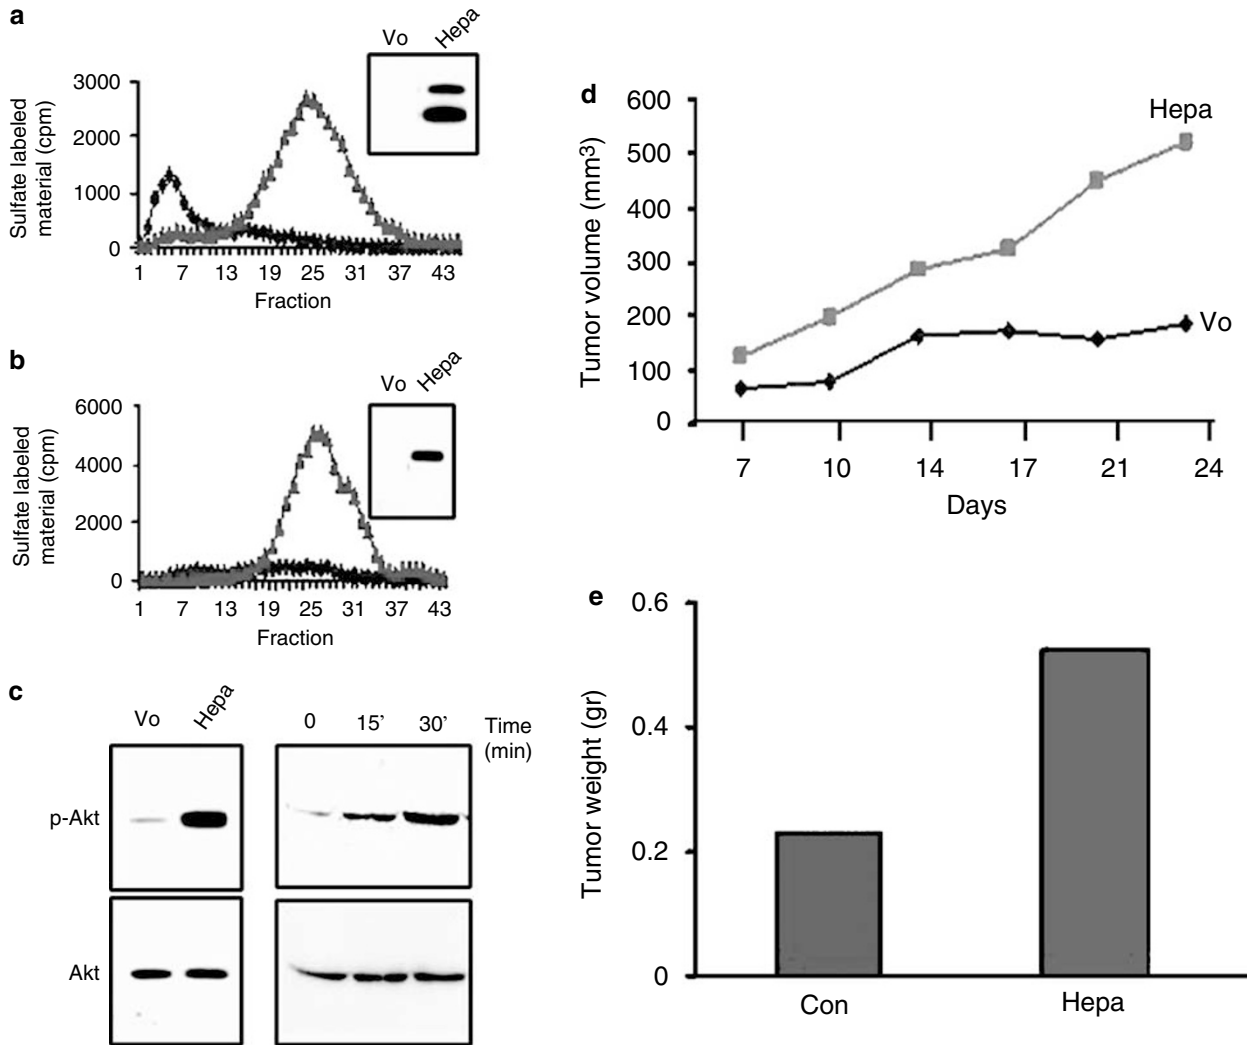 a
Vo Hepa
3000
2000
1000
0
Sulfate labeled
material (cpm)
1 7 13 19 25 31 37 43
Fraction
b
Vo Hepa
6000
4000
2000
0
Sulfate labeled
material (cpm)
1 7 13 19 25 31 37 43
Fraction
c
Vo Hepa
0 15’ 30’ Time
(min)
p-Akt
Akt
d
600
500
400
300
200
100
0
Tumor volume (mm³)
Hepa
Vo
7 10 14 17 21 24
Days
e
0.6
0.4
0.2
0
Tumor weight (gr)
Con Hepa